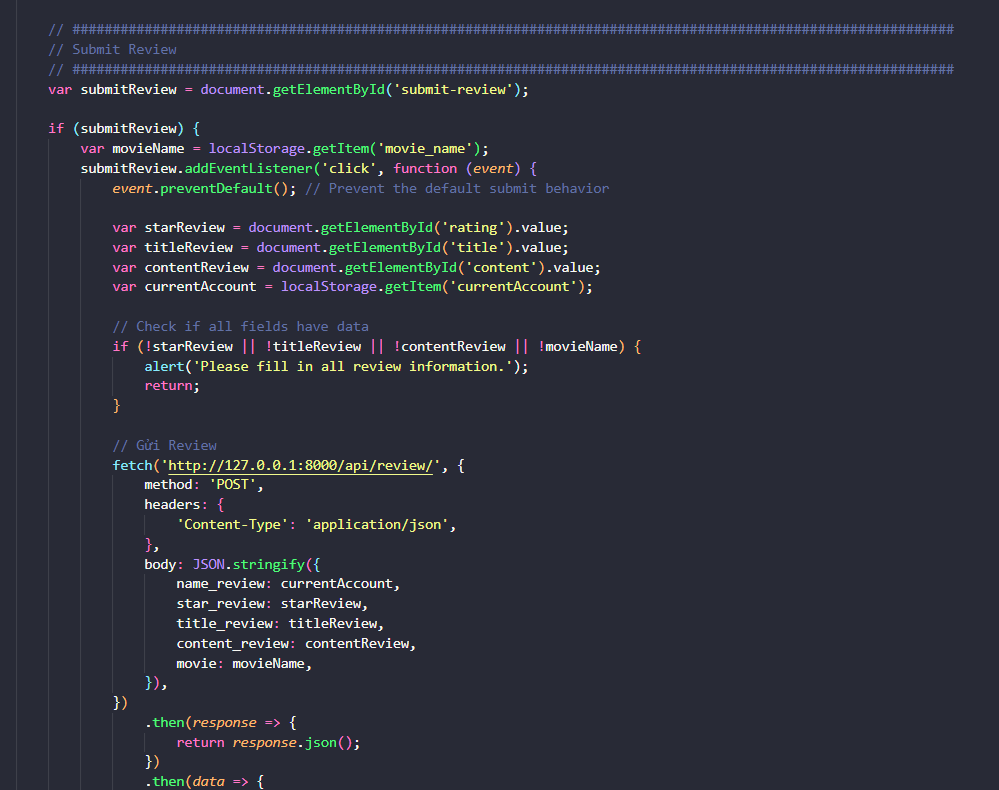 // ##############################################################################################################
// Submit Review
// ##############################################################################################################
var submitReview = document.getElementById('submit-review');
if (submitReview) {
var movieName = localStorage.getItem('movie_name');
submitReview.addEventListener('click', function (event) {
event.preventDefault(); // Prevent the default submit behavior
var starReview = document.getElementById('rating').value;
var titleReview = document.getElementById('title').value;
var contentReview = document.getElementById('content').value;
var currentAccount = localStorage.getItem('currentAccount');
// Check if all fields have data
if (!starReview || !titleReview || !contentReview || !movieName) {
alert('Please fill in all review information.');
return;
}
// Gửi Review
fetch('http://127.0.0.1:8000/api/review/', {
method: 'POST',
headers: {
'Content-Type': 'application/json',
},
body: JSON.stringify({
name_review: currentAccount,
star_review: starReview,
title_review: titleReview,
content_review: contentReview,
movie: movieName,
}),
})
.then(response => {
return response.json();
})
.then(data => {